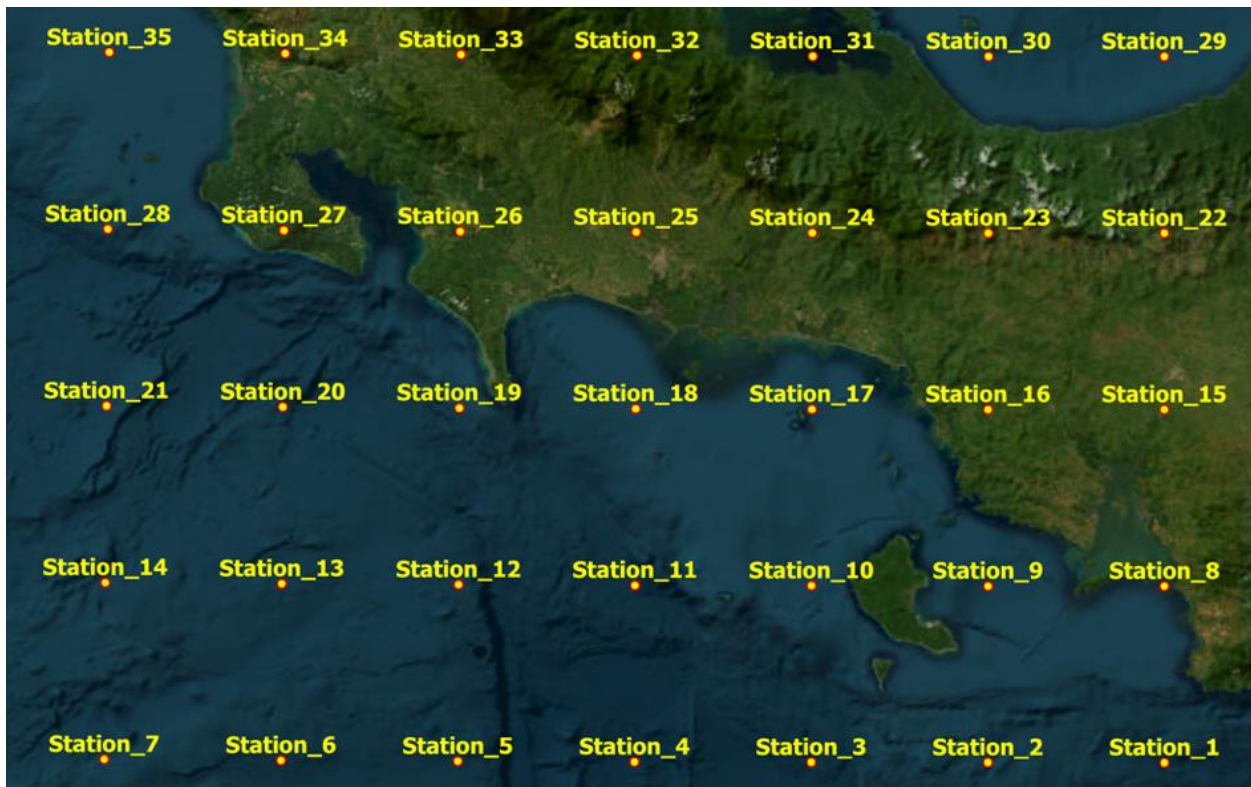 Station_35 Station_34 Station_33 Station_32 Station_31 Station_30 Station_29
Station_28 Station_27 Station_26 Station_25 Station_24 Station_23 Station_22
Station_21 Station_20 Station_19 Station_18 Station_17 Station_16 Station_15
Station_14 Station_13 Station_12 Station_11 Station_10 Station_9 Station_8
Station_7 Station_6 Station_5 Station_4 Station_3 Station_2 Station_1